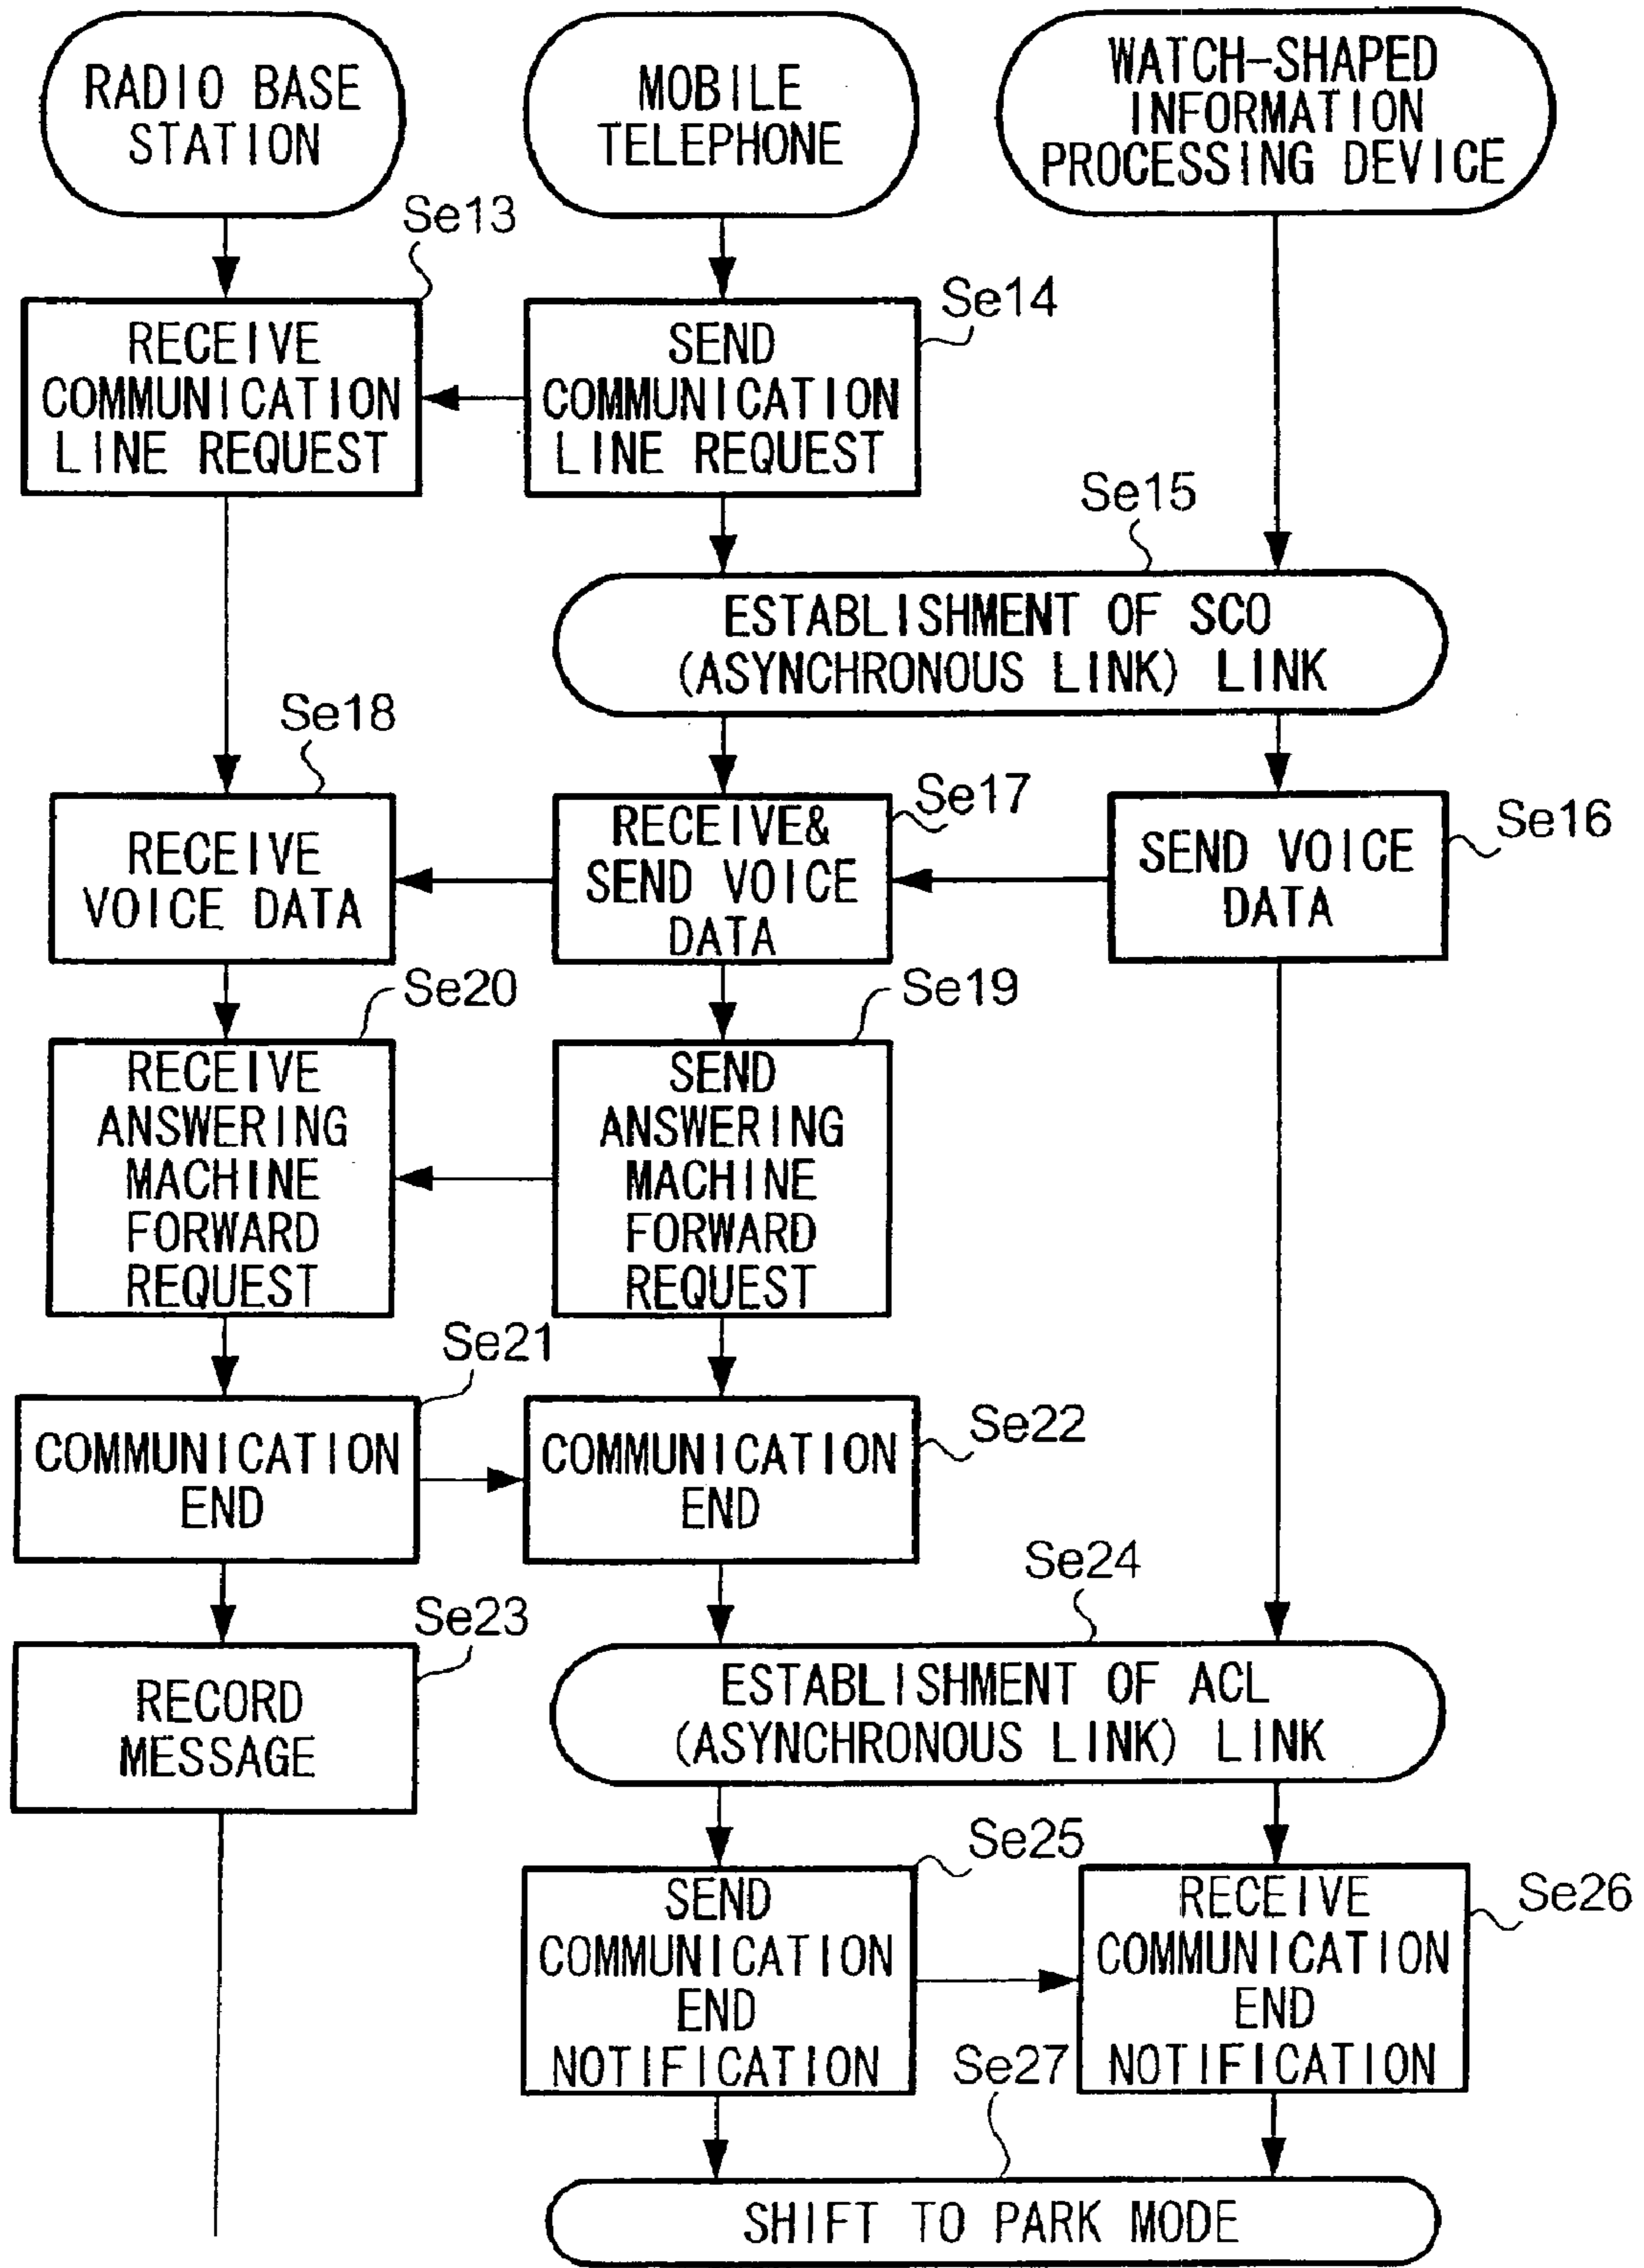 RADIO BASE
STATION
MOBILE
TELEPHONE
WATCH-SHAPED
INFORMATION
PROCESSING DEVICE
Se13
RECEIVE
COMMUNICATION
LINE REQUEST
Se14
SEND
COMMUNICATION
LINE REQUEST
Se15
ESTABLISHMENT OF SCO
(ASYNCHRONOUS LINK) LINK
Se18
RECEIVE
VOICE DATA
Se17
RECEIVE&
SEND VOICE
DATA
Se16
SEND VOICE
DATA
Se20
RECEIVE
ANSWERING
MACHINE
FORWARD
REQUEST
Se19
SEND
ANSWERING
MACHINE
FORWARD
REQUEST
Se21
COMMUNICATION
END
Se22
COMMUNICATION
END
Se23
RECORD
MESSAGE
Se24
ESTABLISHMENT OF ACL
(ASYNCHRONOUS LINK) LINK
Se25
SEND
COMMUNICATION
END
NOTIFICATION
Se26
RECEIVE
COMMUNICATION
END
NOTIFICATION
Se27
SHIFT TO PARK MODE